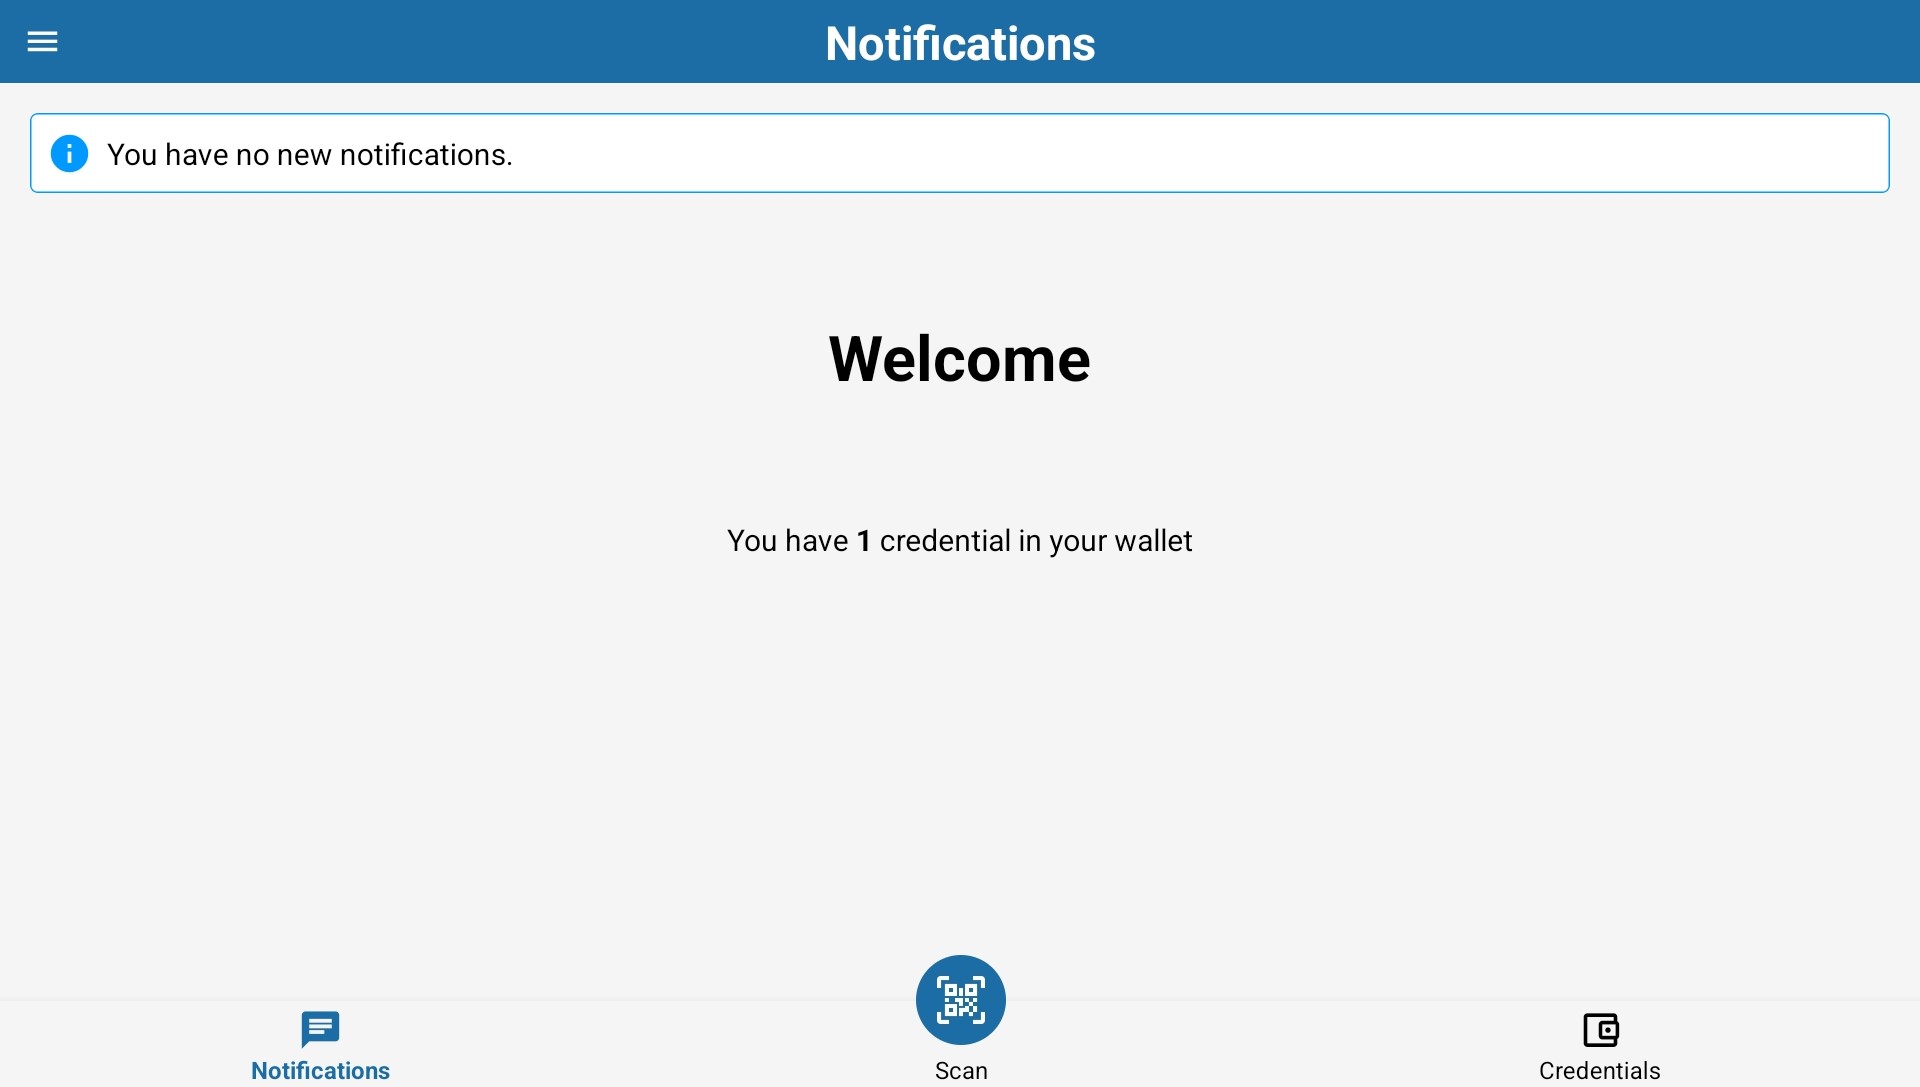 Notifications
You have no new notifications.
Welcome
You have 1 credential in your wallet
Notifications
Scan
Credentials